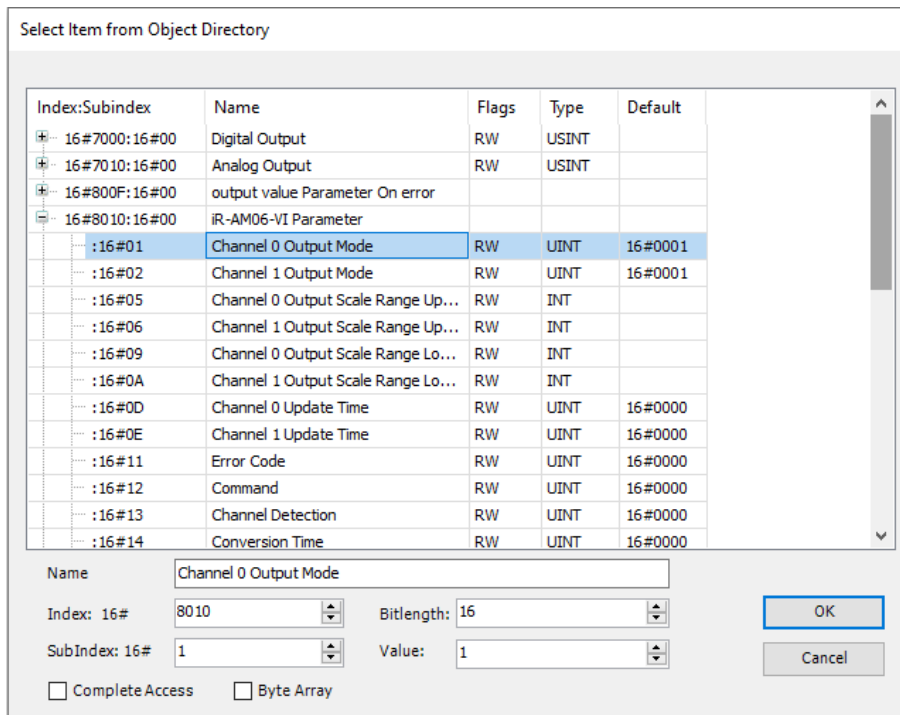 Select Item from Object Directory
Index:Subindex Name Flags Type Default
16#7000:16#00 Digital Output RW USINT
16#7010:16#00 Analog Output RW USINT
16#800F:16#00 output value Parameter On error
16#8010:16#00 iR-AM06-VI Parameter
:16#01 Channel 0 Output Mode RW UINT 16#0001
:16#02 Channel 1 Output Mode RW UINT 16#0001
:16#05 Channel 0 Output Scale Range Up... RW INT
:16#06 Channel 1 Output Scale Range Up... RW INT
:16#09 Channel 0 Output Scale Range Lo... RW INT
:16#0A Channel 1 Output Scale Range Lo... RW INT
:16#0D Channel 0 Update Time RW UINT 16#0000
:16#0E Channel 1 Update Time RW UINT 16#0000
:16#11 Error Code RW UINT 16#0000
:16#12 Command RW UINT 16#0000
:16#13 Channel Detection RW UINT 16#0000
:16#14 Conversion Time RW UINT 16#0000
Name Channel 0 Output Mode
Index: 16# 8010 Bitlength: 16 OK
SubIndex: 16# 1 Value: 1 Cancel
Complete Access Byte Array